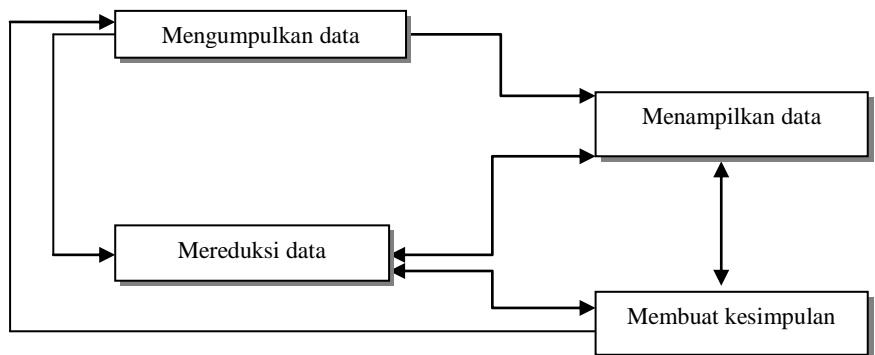 Mengumpulkan data
Menampilkan data
Mereduksi data
Membuat kesimpulan